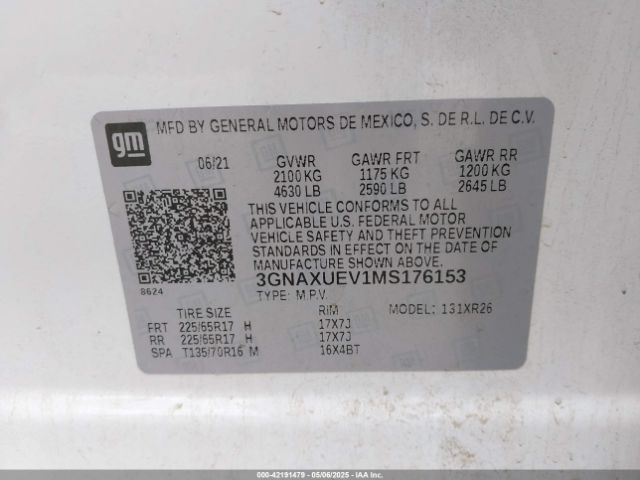 gm
MFD BY GENERAL MOTORS DE MEXICO, S. DE R.L. DE C.V.
06/21 GVWR GAWR FRT GAWR RR
2100 KG 1175 KG 1200 KG
4630 LB 2590 LB 2645 LB
THIS VEHICLE CONFORMS TO ALL
APPLICABLE U.S. FEDERAL MOTOR
VEHICLE SAFETY AND THEFT PREVENTION
STANDARDS IN EFFECT ON THE DATE OF
MANUFACTURE SHOWN ABOVE.
3GNAXUEV1MS176153
8624 TYPE: M.P.V. MODEL: 131XR26
TIRE SIZE RIM
FRT 225/65R17 H 17X7J
RR 225/65R17 H 17X7J
SPA T135/70R16 M 16X4BT
000-42191479 - 05/06/2025 - IAAI.COM